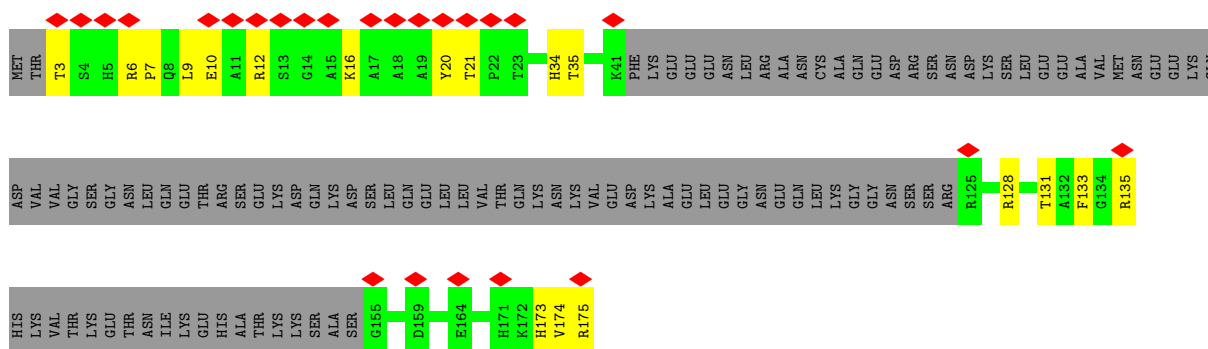 MET THR T3 S4 H5 R6 P7 Q8 L9 E10 A11 R12 S13 G14 A15 K16 A17 A18 A19 Y20 T21 P22 T23 H34 T35 K41 PHE LYS GLU GLU GLU ASN LEU ARG ALA ASN CYS ALA GLN GLU ASP ARG SER ASN ASP LYS SER LEU GLU GLU ALA VAL MET ASN GLU GLU LYS
ASP VAL VAL GLY SER GLY ASN LEU GLN GLU THR ARG SER GLU LYS ASP GLN LYS ASP SER LEU GLN GLU LEU LEU VAL THR GLN LYS ASN LYS VAL GLU ASP LYS ALA GLU LEU GLU GLY ASN GLU GLN LEU LYS GLY GLY ASN SER SER ARG R125 R128 T131 A132 F133 G134 R135
HIS LYS VAL THR LYS GLU THR ASN ILE LYS GLU HIS ALA THR LYS LYS SER ALA SER G155 D159 E164 H171 K172 H173 V174 R175